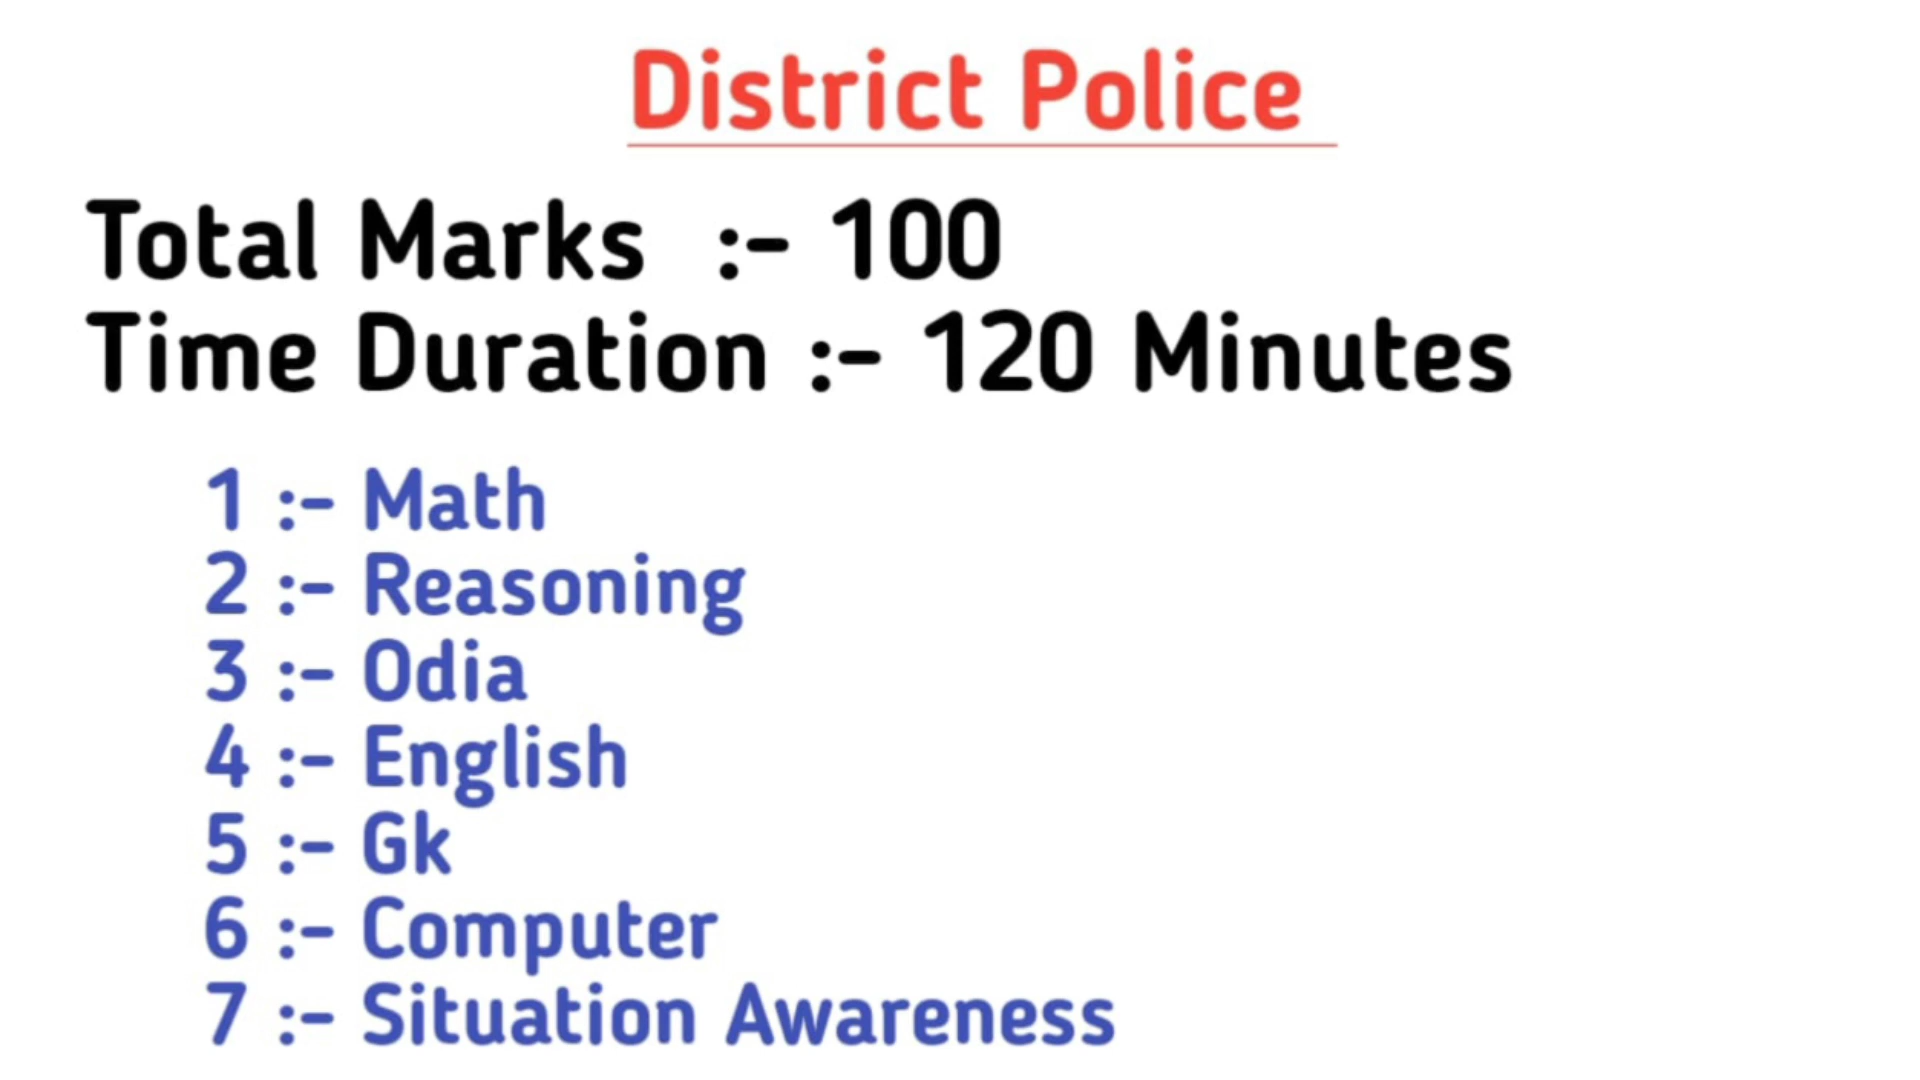 District Police
Total Marks :- 100
Time Duration :- 120 Minutes
1 :- Math
2 :- Reasoning
3 :- Odia
4 :- English
5 :- Gk
6 :- Computer
7 :- Situation Awareness